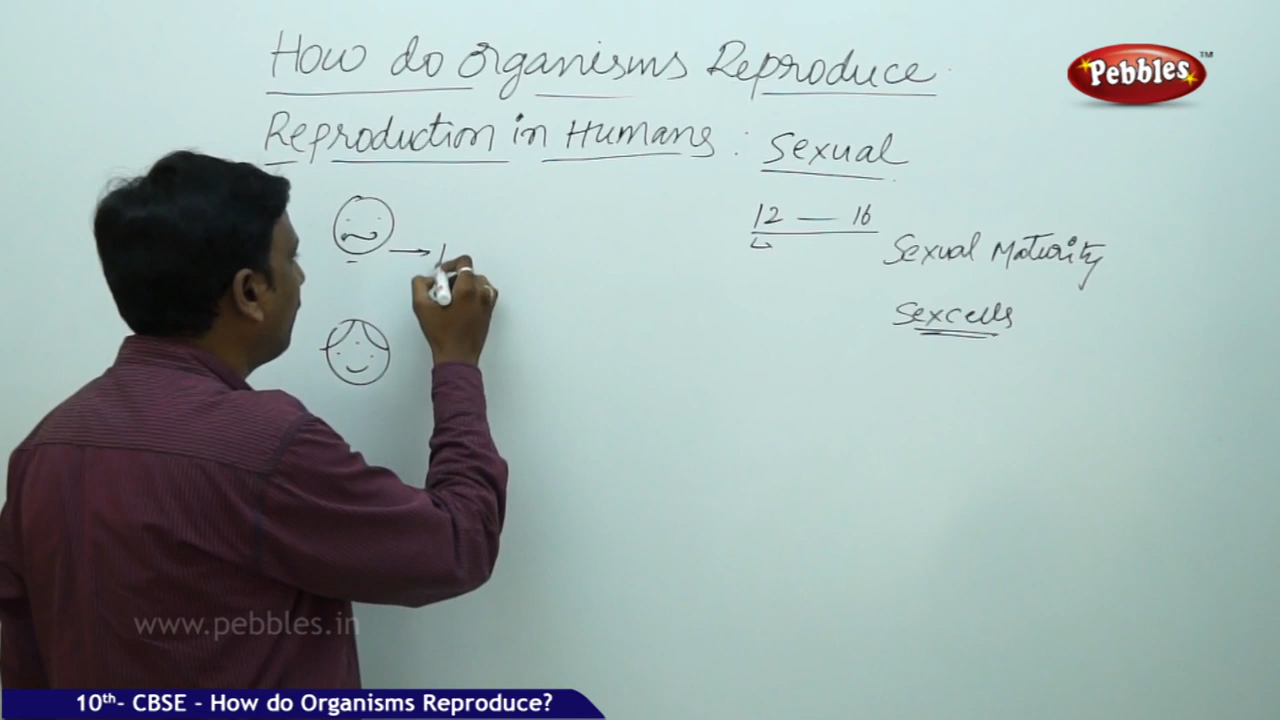 How do Organisms Reproduce
Pebbles™
Reproduction in Humans : Sexual
12 — 16
Sexual Maturity
Sexcells
www.pebbles.in
10th- CBSE - How do Organisms Reproduce?